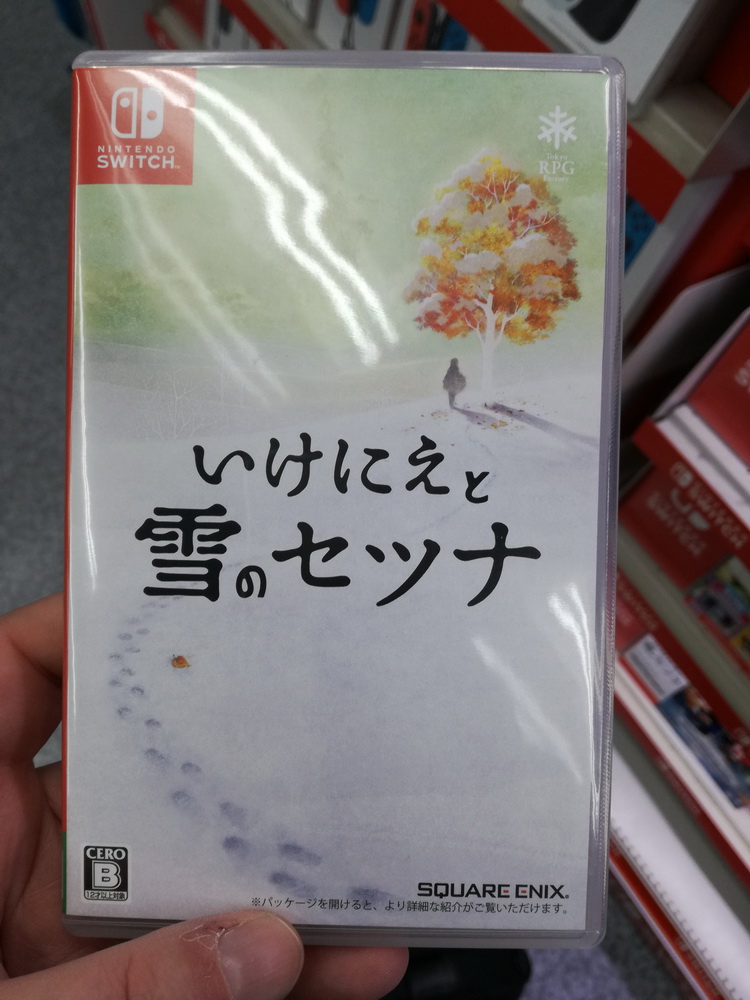 NINTENDO
SWITCH™
Tokyo
RPG
Factory
いけにえと
雪のセツナ
CERO
B
12才以上対象
SQUARE ENIX®
※パッケージを開けると、より詳細な紹介がご覧いただけます。